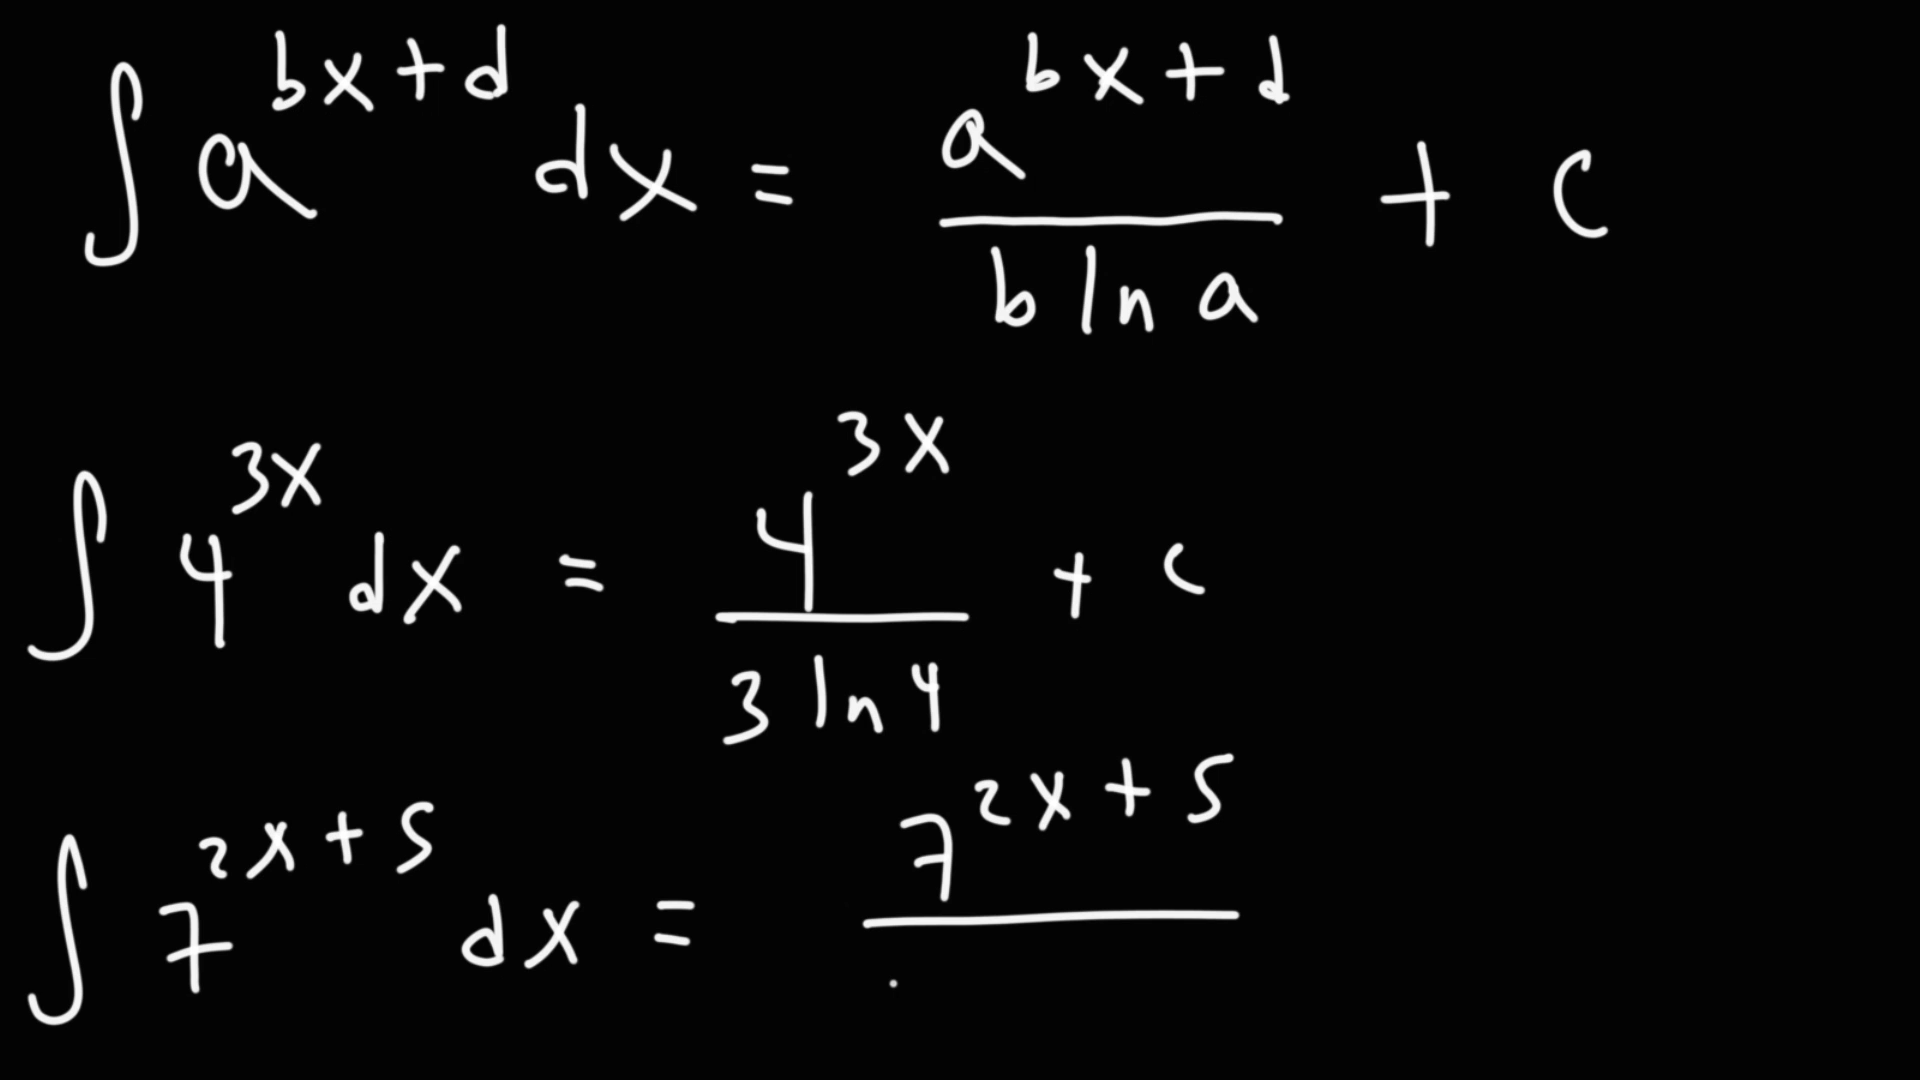 ∫ a^(bx+d) dx = a^(bx+d) / (b ln a) + c
∫ 4^(3x) dx = 4^(3x) / (3 ln 4) + c
∫ 7^(2x+5) dx = 7^(2x+5) /